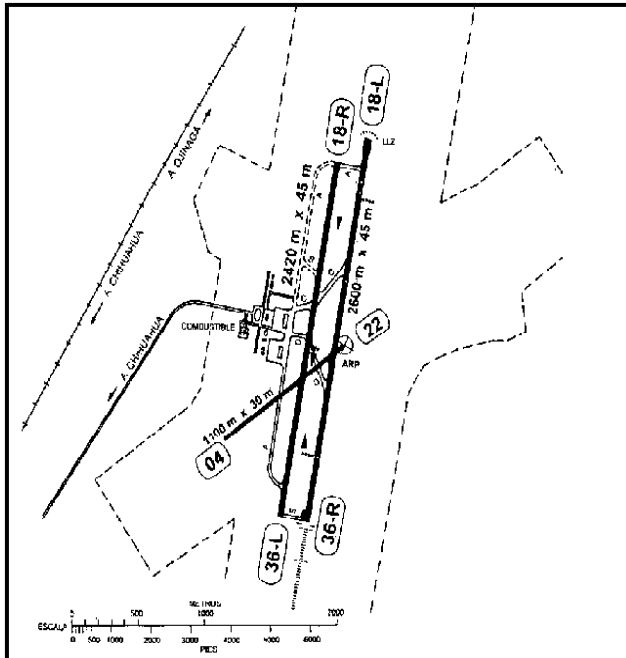 18-L
18-R
LLZ
A. OJINAGA
A. CHIHUAHUA
2420 m x 45 m
2600 m x 45 m
A
A
COMBUSTIBLE
A. CHIHUAHUA
22
ARP
1100 m x 30 m
04
A
36-L
36-R
METROS
500
1000
2000
ESCALA
0 500 1000 2000 3000 4000 5000 6000
PIES